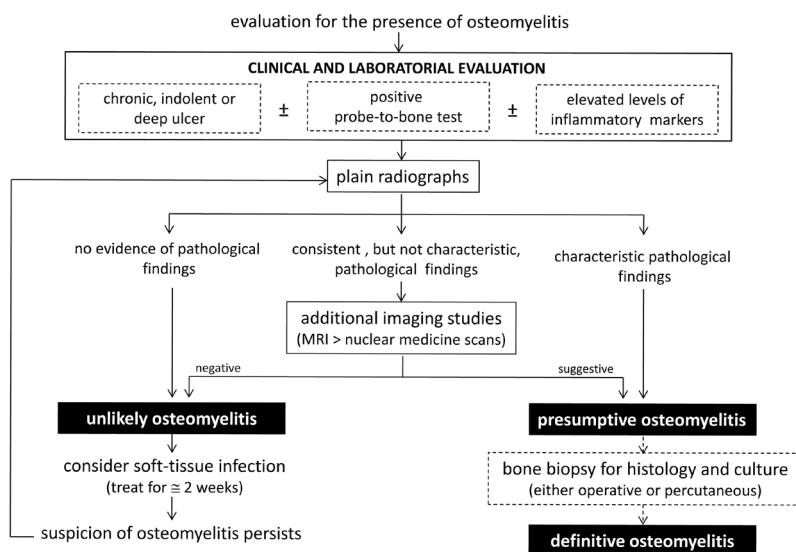 evaluation for the presence of osteomyelitis
CLINICAL AND LABORATORIAL EVALUATION
chronic, indolent or
deep ulcer
±
positive
probe-to-bone test
±
elevated levels of
inflammatory markers
plain radiographs
no evidence of pathological
findings
consistent , but not characteristic,
pathological findings
characteristic pathological
findings
additional imaging studies
(MRI > nuclear medicine scans)
negative
suggestive
unlikely osteomyelitis
presumptive osteomyelitis
consider soft-tissue infection
(treat for ≅ 2 weeks)
bone biopsy for histology and culture
(either operative or percutaneous)
suspicion of osteomyelitis persists
definitive osteomyelitis